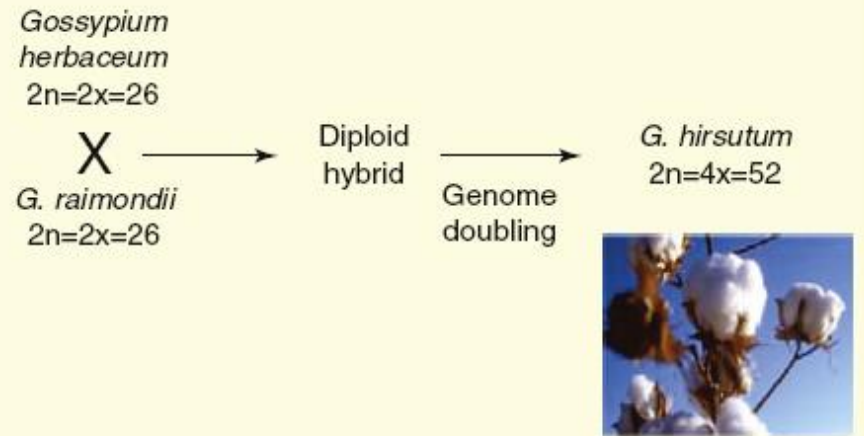 Gossypium
herbaceum
2n=2x=26
X
G. raimondii
2n=2x=26
Diploid
hybrid
Genome
doubling
G. hirsutum
2n=4x=52